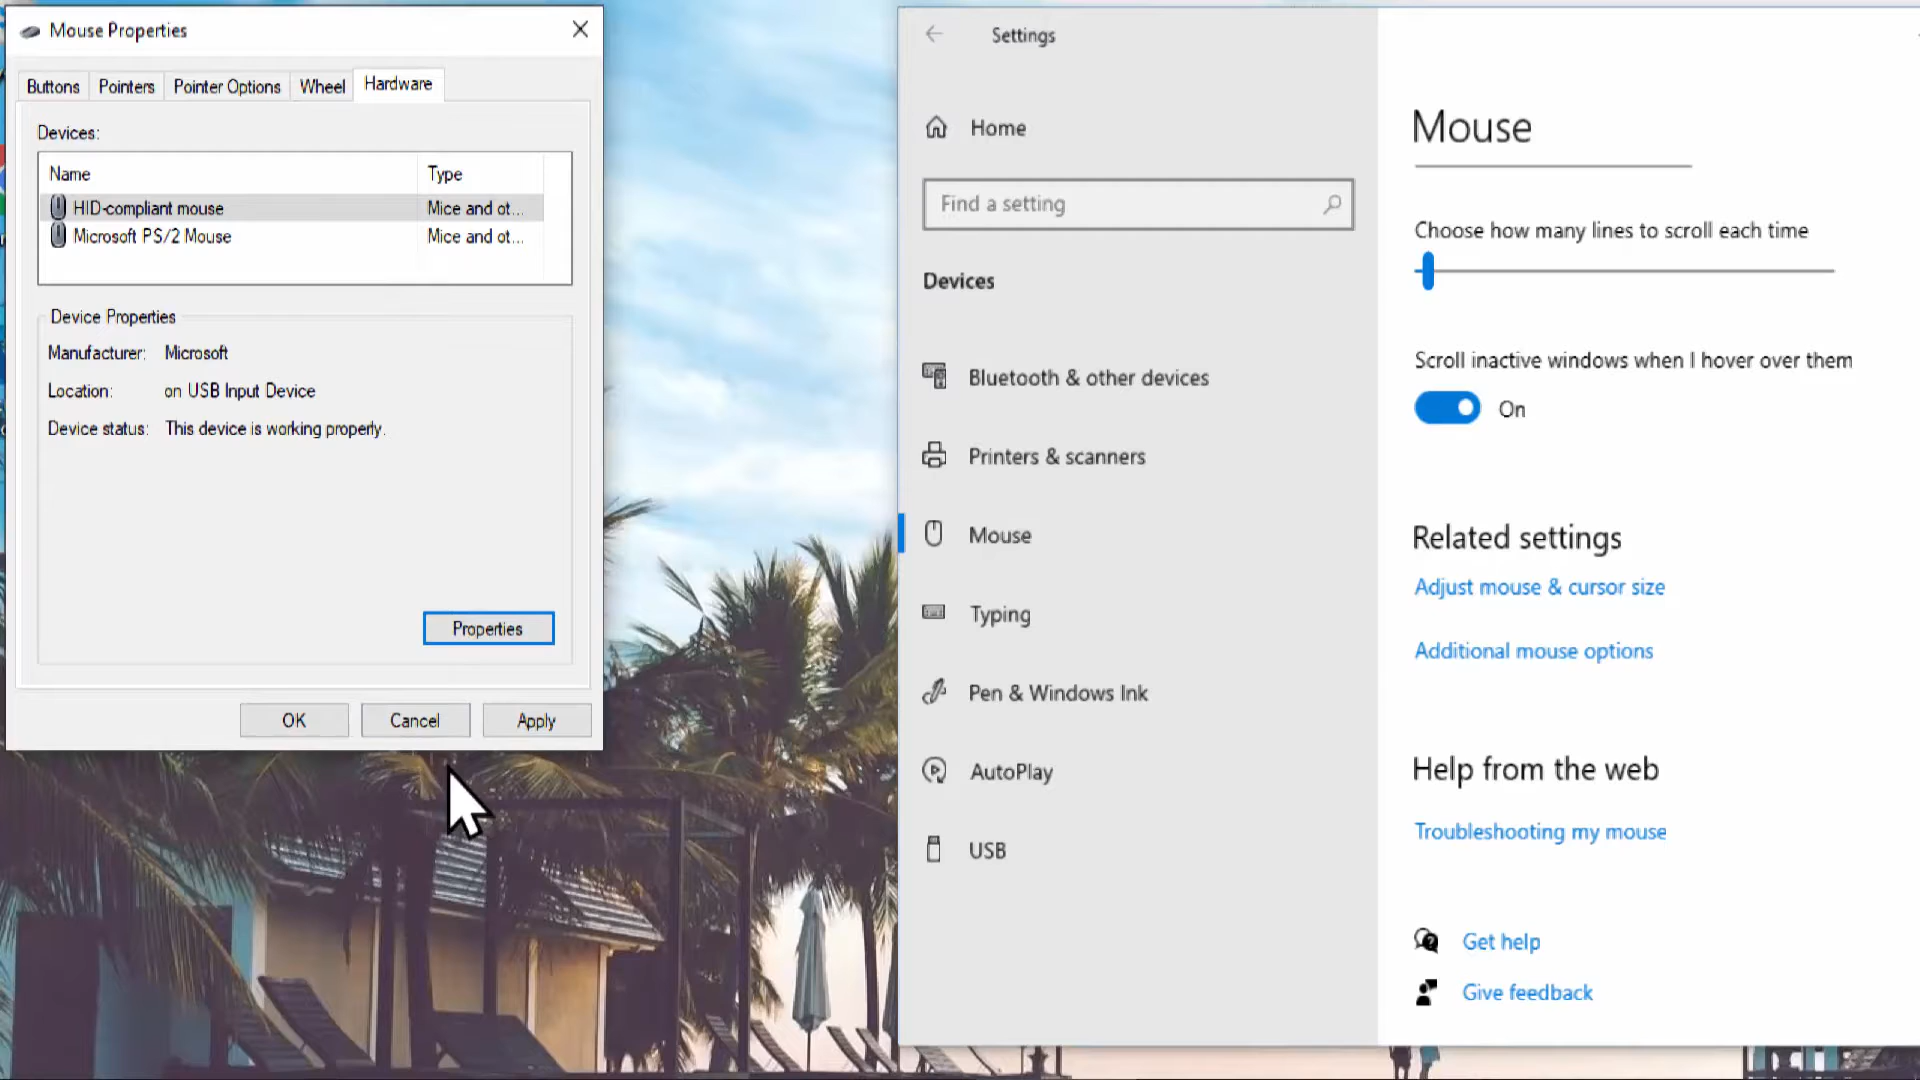 Mouse Properties
Buttons
Pointers
Pointer Options
Wheel
Hardware
Devices:
Name
Type
HID-compliant mouse
Mice and ot...
Microsoft PS/2 Mouse
Mice and ot...
Device Properties
Manufacturer:
Microsoft
Location:
on USB Input Device
Device status:
This device is working properly.
Properties
OK
Cancel
Apply
Settings
Home
Find a setting
Devices
Bluetooth & other devices
Printers & scanners
Mouse
Typing
Pen & Windows Ink
AutoPlay
USB
Mouse
Choose how many lines to scroll each time
Scroll inactive windows when I hover over them
On
Related settings
Adjust mouse & cursor size
Additional mouse options
Help from the web
Troubleshooting my mouse
Get help
Give feedback